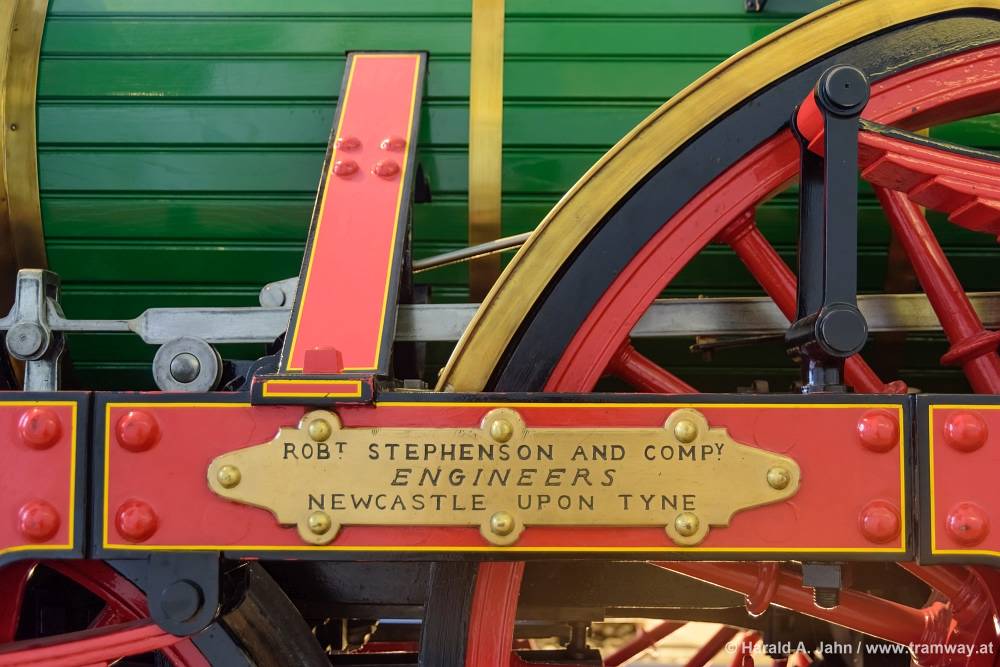 ROBT STEPHENSON AND COMPY
ENGINEERS
NEWCASTLE UPON TYNE
© Harald A. Jahn / www.tramway.at